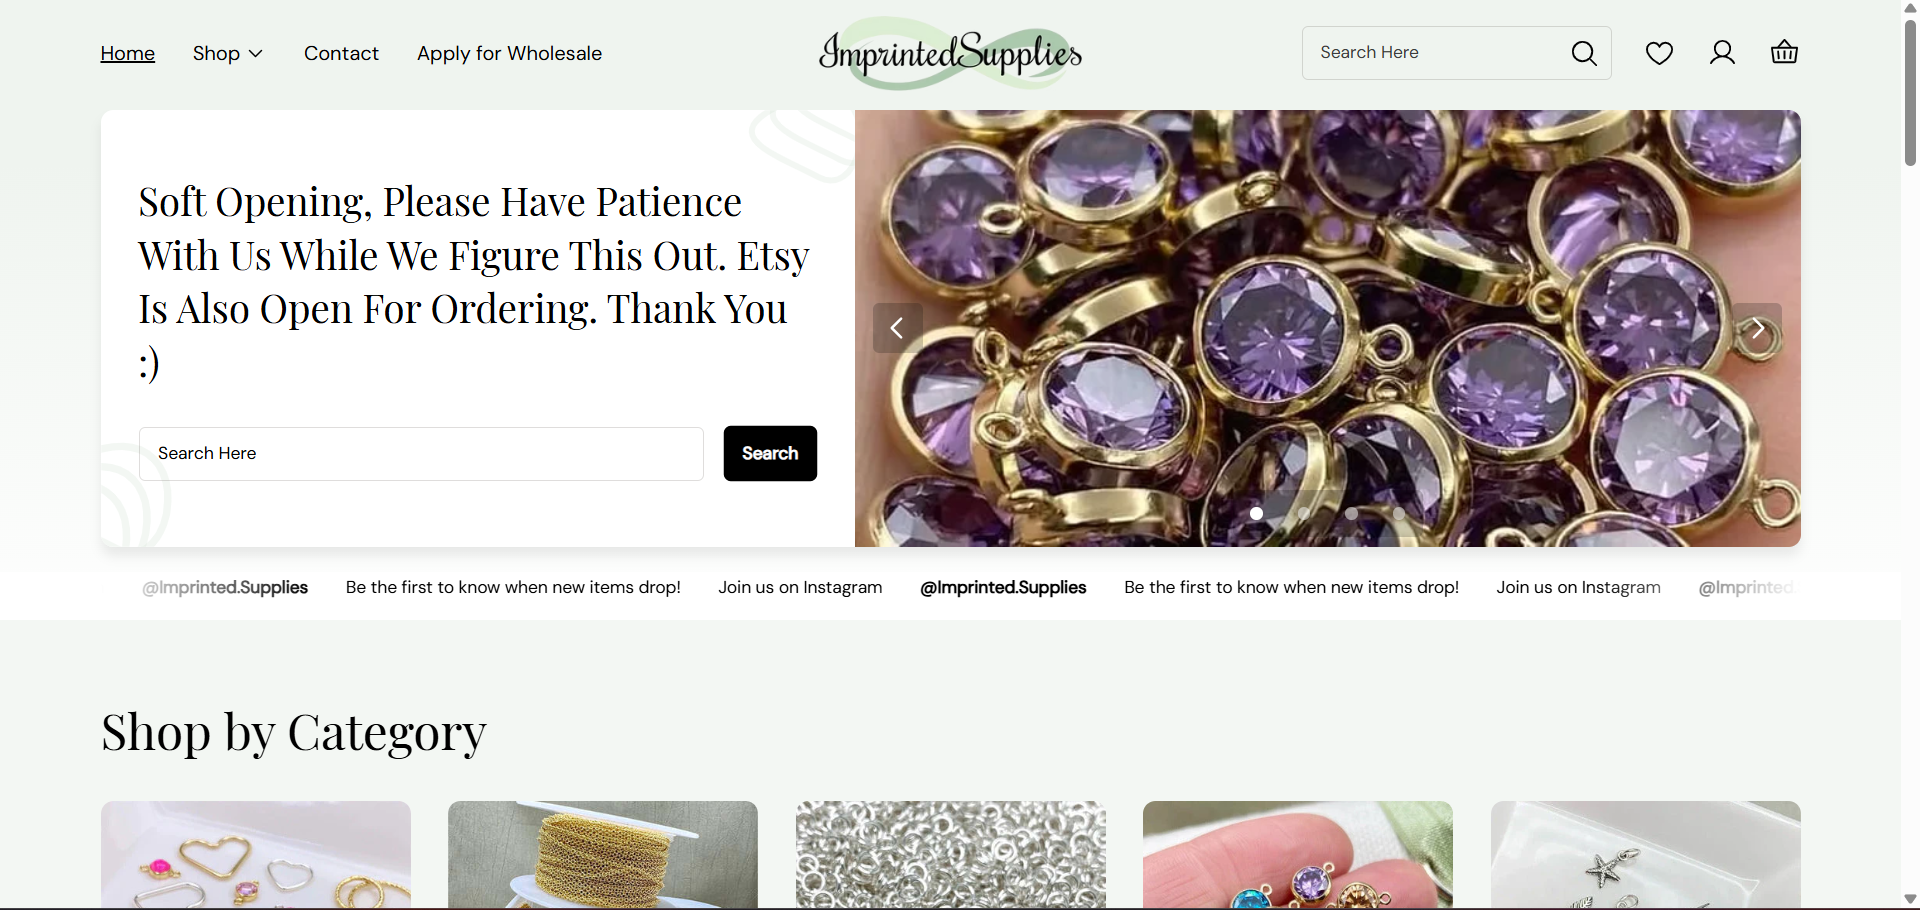 Home
Shop
Contact
Apply for Wholesale
ImprintedSupplies
Search Here
Soft Opening, Please Have Patience
With Us While We Figure This Out. Etsy
Is Also Open For Ordering. Thank You
:)
Search Here
Search
@Imprinted.Supplies Be the first to know when new items drop! Join us on Instagram @Imprinted.Supplies Be the first to know when new items drop! Join us on Instagram @Imprinted.
Shop by Category